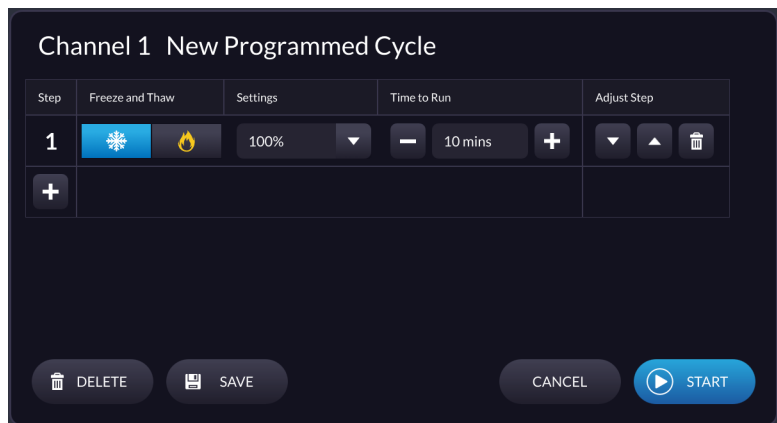 Channel 1 New Programmed Cycle
Step Freeze and Thaw Settings Time to Run Adjust Step
1 100% 10 mins
DELETE SAVE CANCEL START